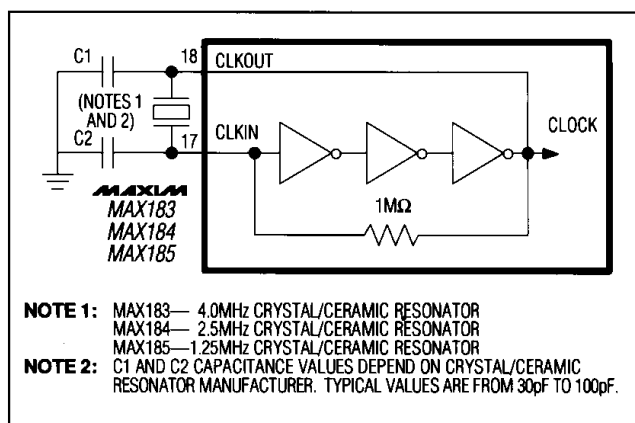 C1
18
CLKOUT
(NOTES 1
AND 2)
C2
17
CLKIN
CLOCK
1MΩ
MAXIM
MAX183
MAX184
MAX185
NOTE 1: MAX183— 4.0MHz CRYSTAL/CERAMIC RESONATOR
MAX184— 2.5MHz CRYSTAL/CERAMIC RESONATOR
MAX185—1.25MHz CRYSTAL/CERAMIC RESONATOR
NOTE 2: C1 AND C2 CAPACITANCE VALUES DEPEND ON CRYSTAL/CERAMIC
RESONATOR MANUFACTURER. TYPICAL VALUES ARE FROM 30pF TO 100pF.